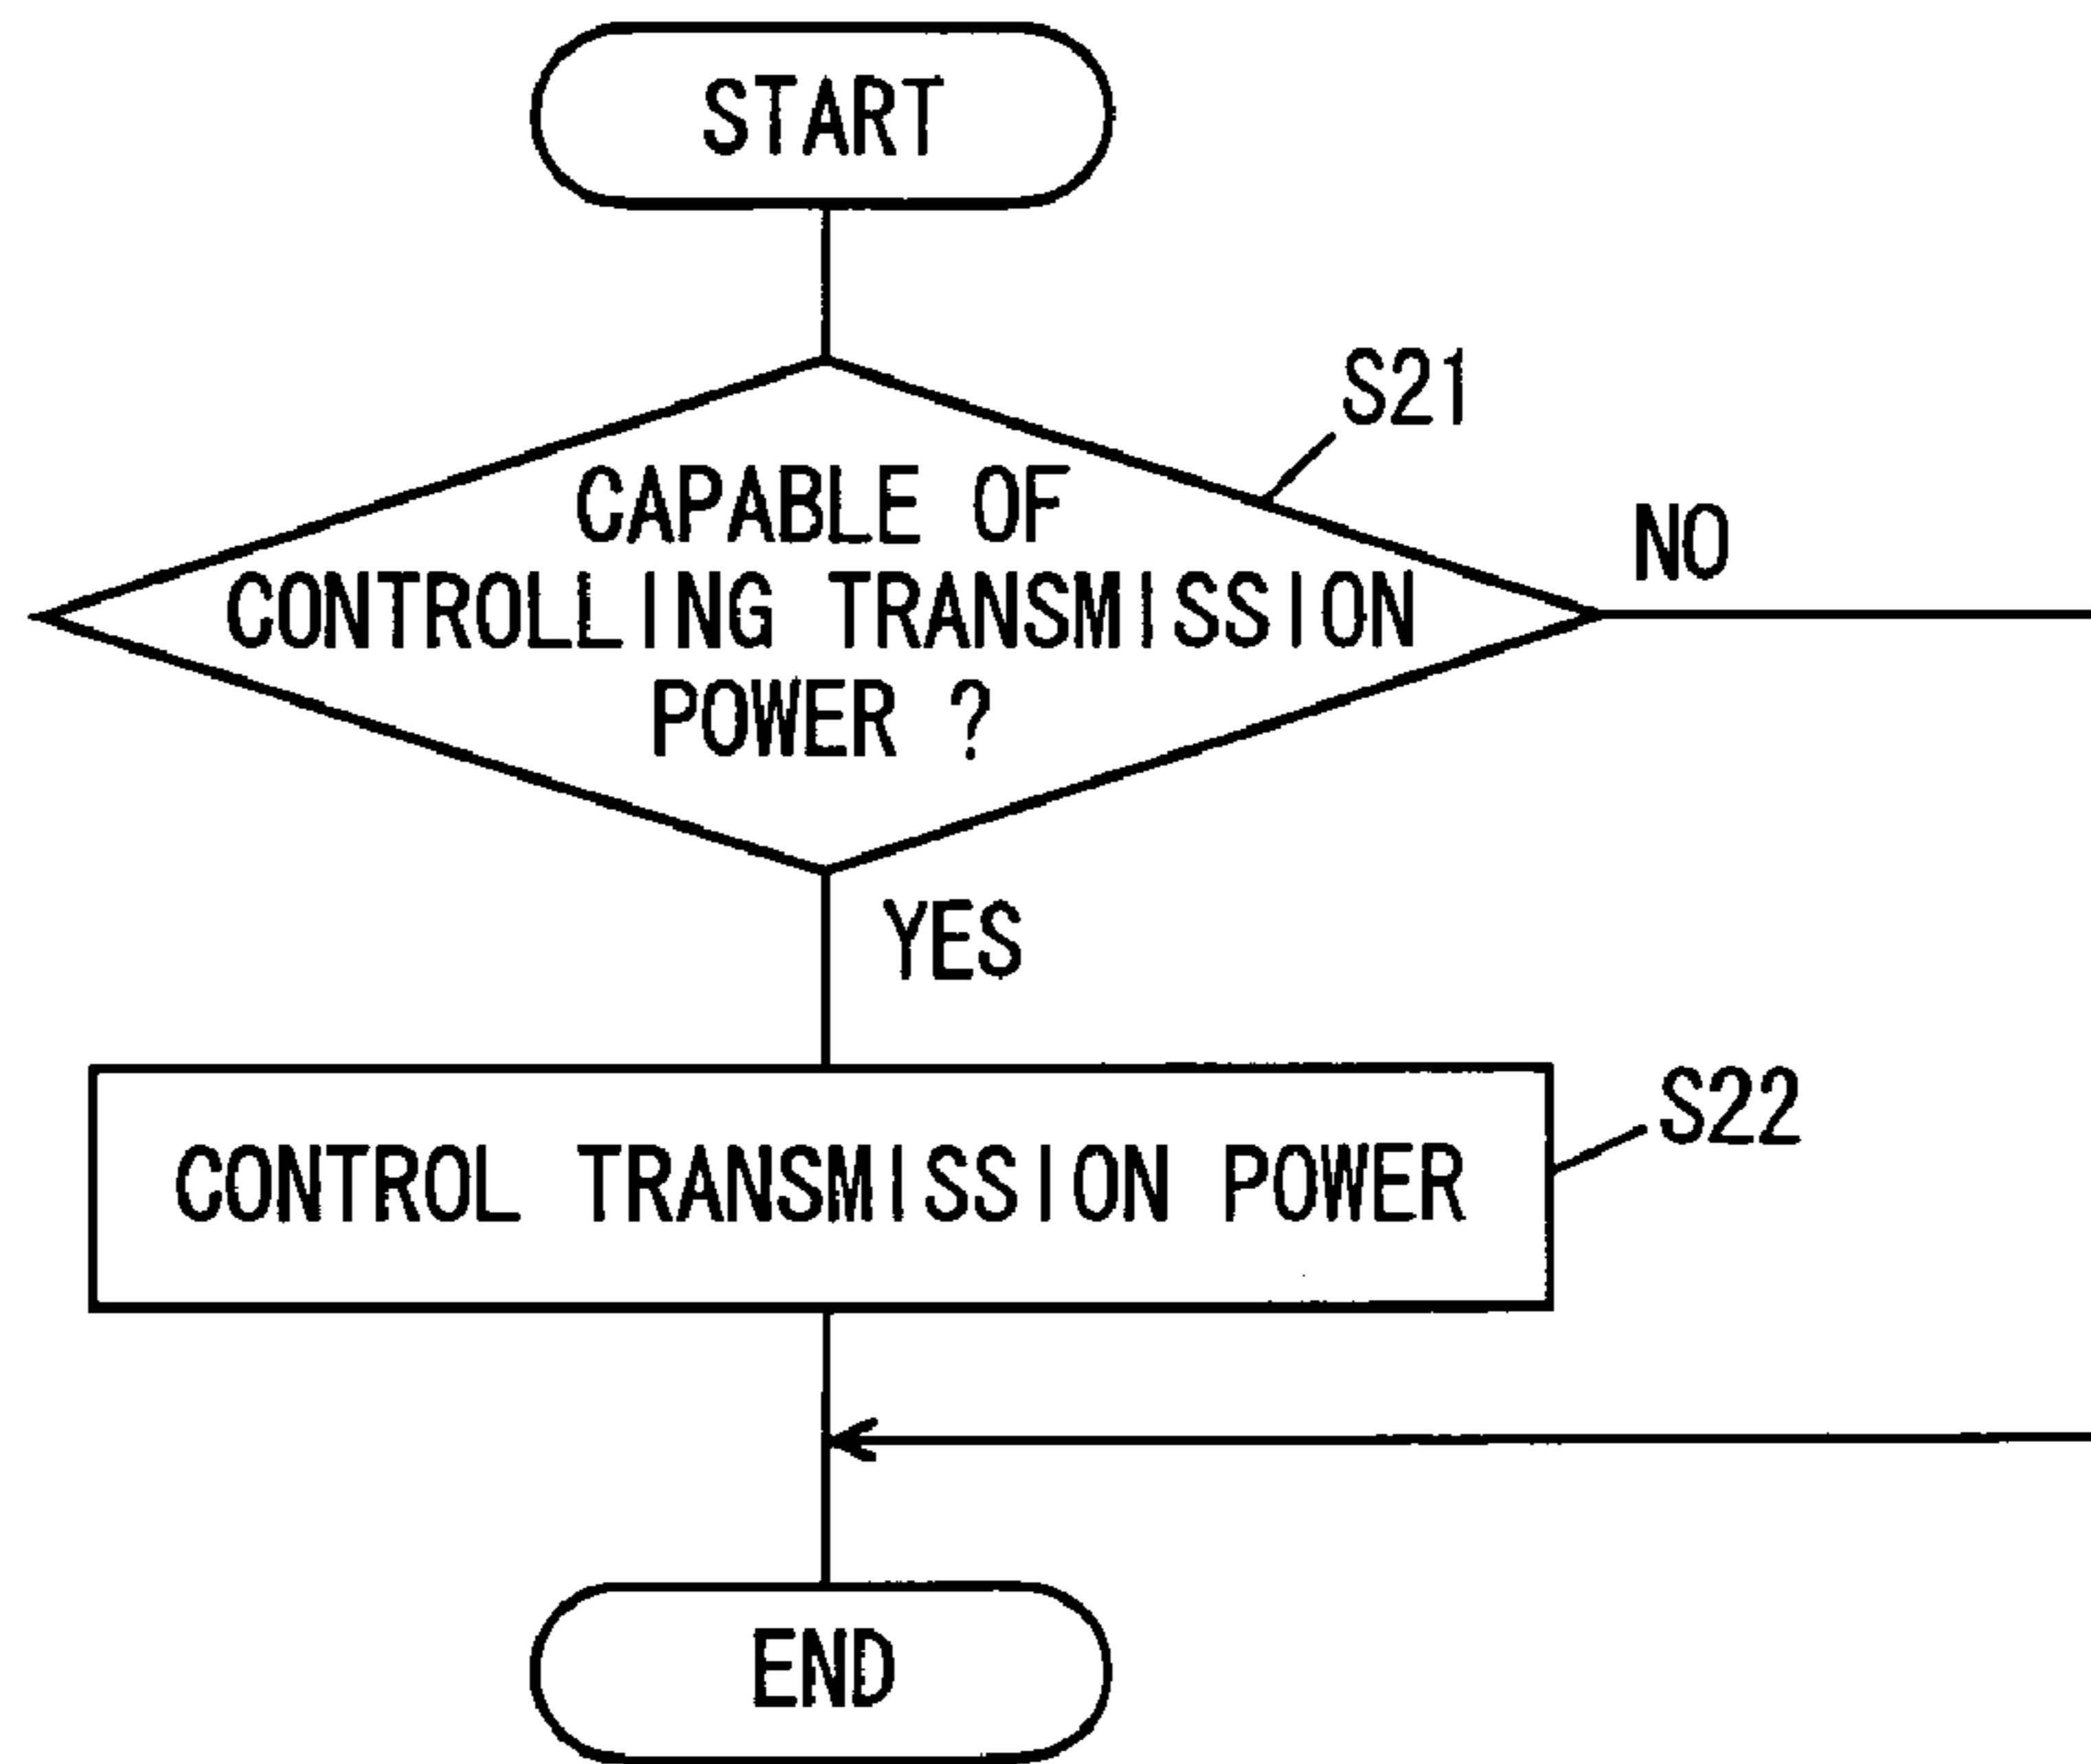 START
S21
CAPABLE OF
NO
CONTROLLING TRANSMISSION
POWER ?
YES
S22
CONTROL TRANSMISSION POWER
END